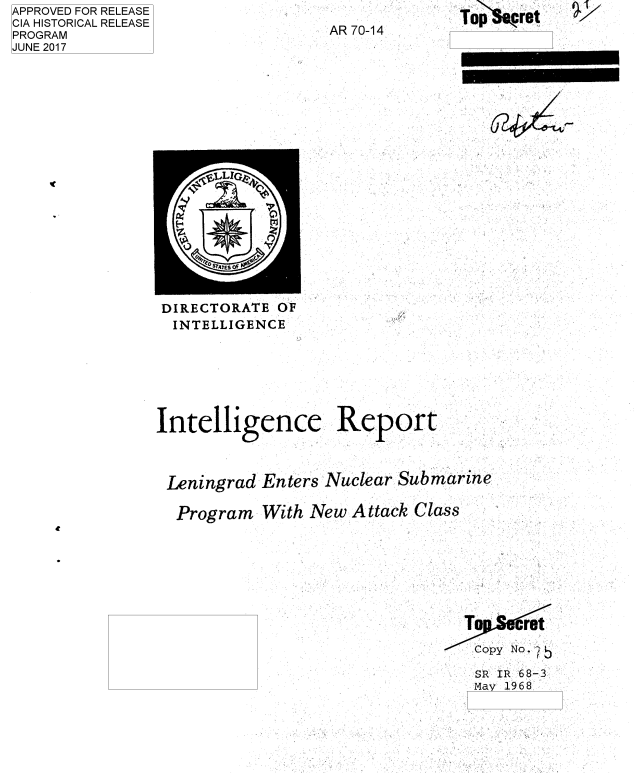 APPROVED FOR RELEASE
CIA HISTORICAL RELEASE
PROGRAM
JUNE 2017
AR 70-14
Top Secret
21
Rostow
CENTRAL INTELLIGENCE AGENCY
UNITED STATES OF AMERICA
DIRECTORATE OF
INTELLIGENCE
Intelligence Report
Leningrad Enters Nuclear Submarine
Program With New Attack Class
Top Secret
Copy No. 75
SR IR 68-3
May 1968